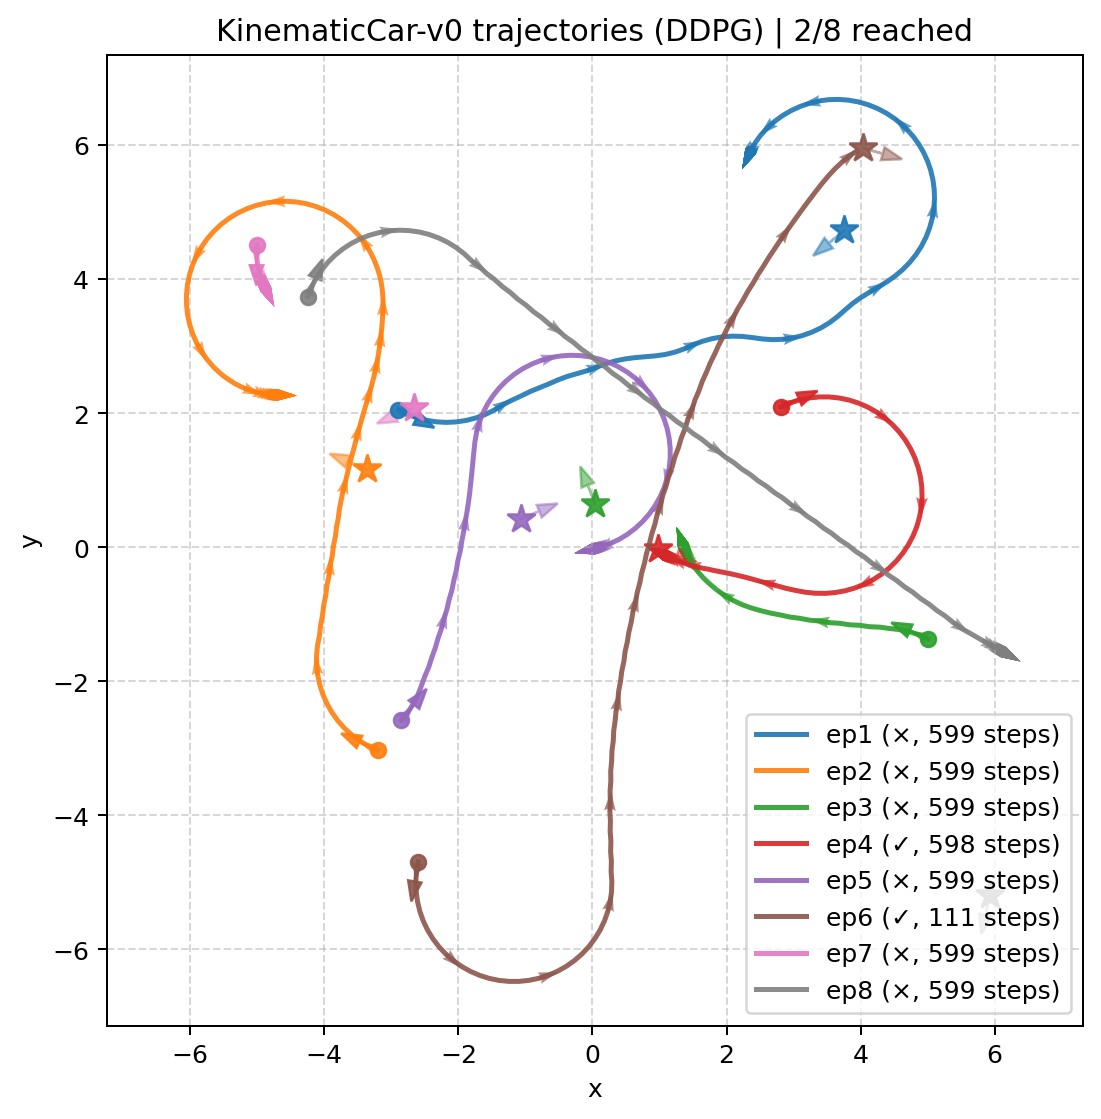 KinematicCar-v0 trajectories (DDPG) | 2/8 reached
6
4
2
0
−2
−4
−6
y
ep1 (×, 599 steps)
ep2 (×, 599 steps)
ep3 (×, 599 steps)
ep4 (✓, 598 steps)
ep5 (×, 599 steps)
ep6 (✓, 111 steps)
ep7 (×, 599 steps)
ep8 (×, 599 steps)
−6 −4 −2 0 2 4 6
x